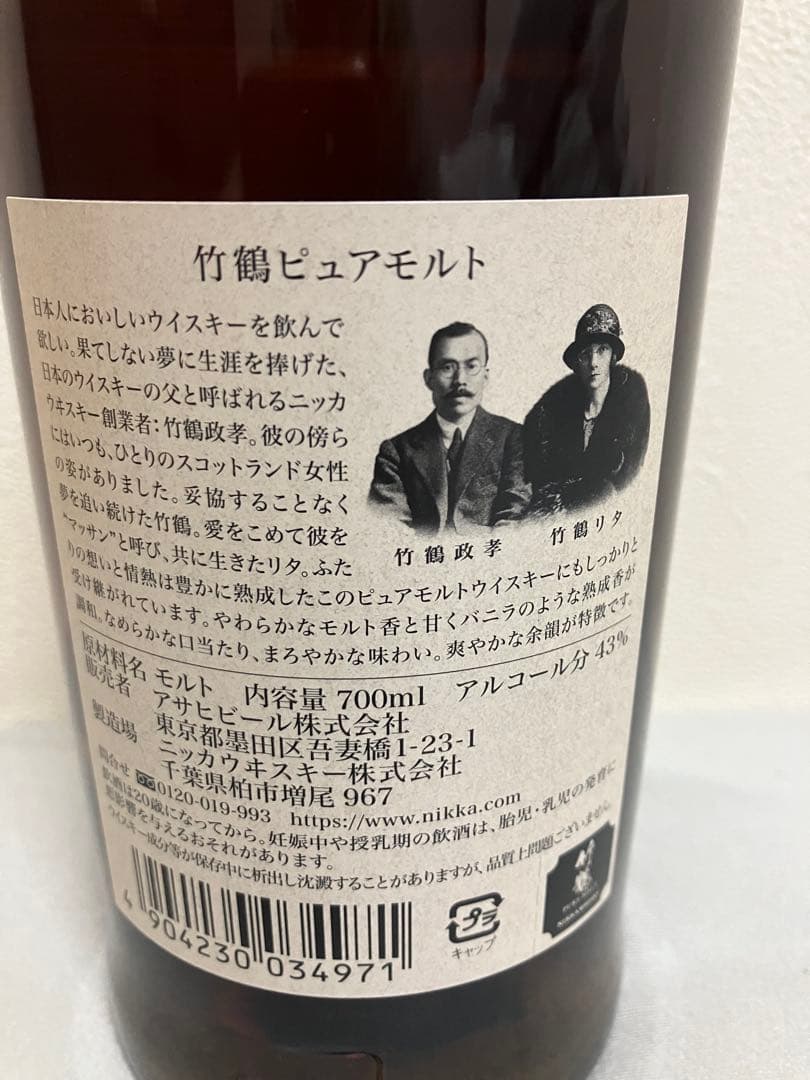 竹鶴ピュアモルト
日本人においしいウイスキーを飲んで
欲しい。果てしない夢に生涯を捧げた、
日本のウイスキーの父と呼ばれるニッカ
ウヰスキー創業者:竹鶴政孝。彼の傍ら
にはいつも、ひとりのスコットランド女性
の姿がありました。妥協することなく
夢を追い続けた竹鶴。愛をこめて彼を
“マッサン”と呼び、共に生きたリタ。ふた
りの想いと情熱は豊かに熟成したこのピュアモルトウイスキーにもしっかりと
受け継がれています。やわらかなモルト香と甘くバニラのような熟成香が
調和。なめらかな口当たり、まろやかな味わい。爽やかな余韻が特徴です。
竹鶴政孝
竹鶴リタ
原材料名 モルト 内容量 700ml アルコール分 43%
販売者 アサヒビール株式会社
東京都墨田区吾妻橋1-23-1
製造場 ニッカウヰスキー株式会社
千葉県柏市増尾 967
問合せ 0120-019-993 https://www.nikka.com
飲酒は20歳になってから。妊娠中や授乳期の飲酒は、胎児・乳児の発育に
悪影響を与えるおそれがあります。
ウイスキー成分等が保存中に析出し沈澱することがありますが、品質上問題ございません。
4 904230 034971
プラ
キャップ
竹鶴